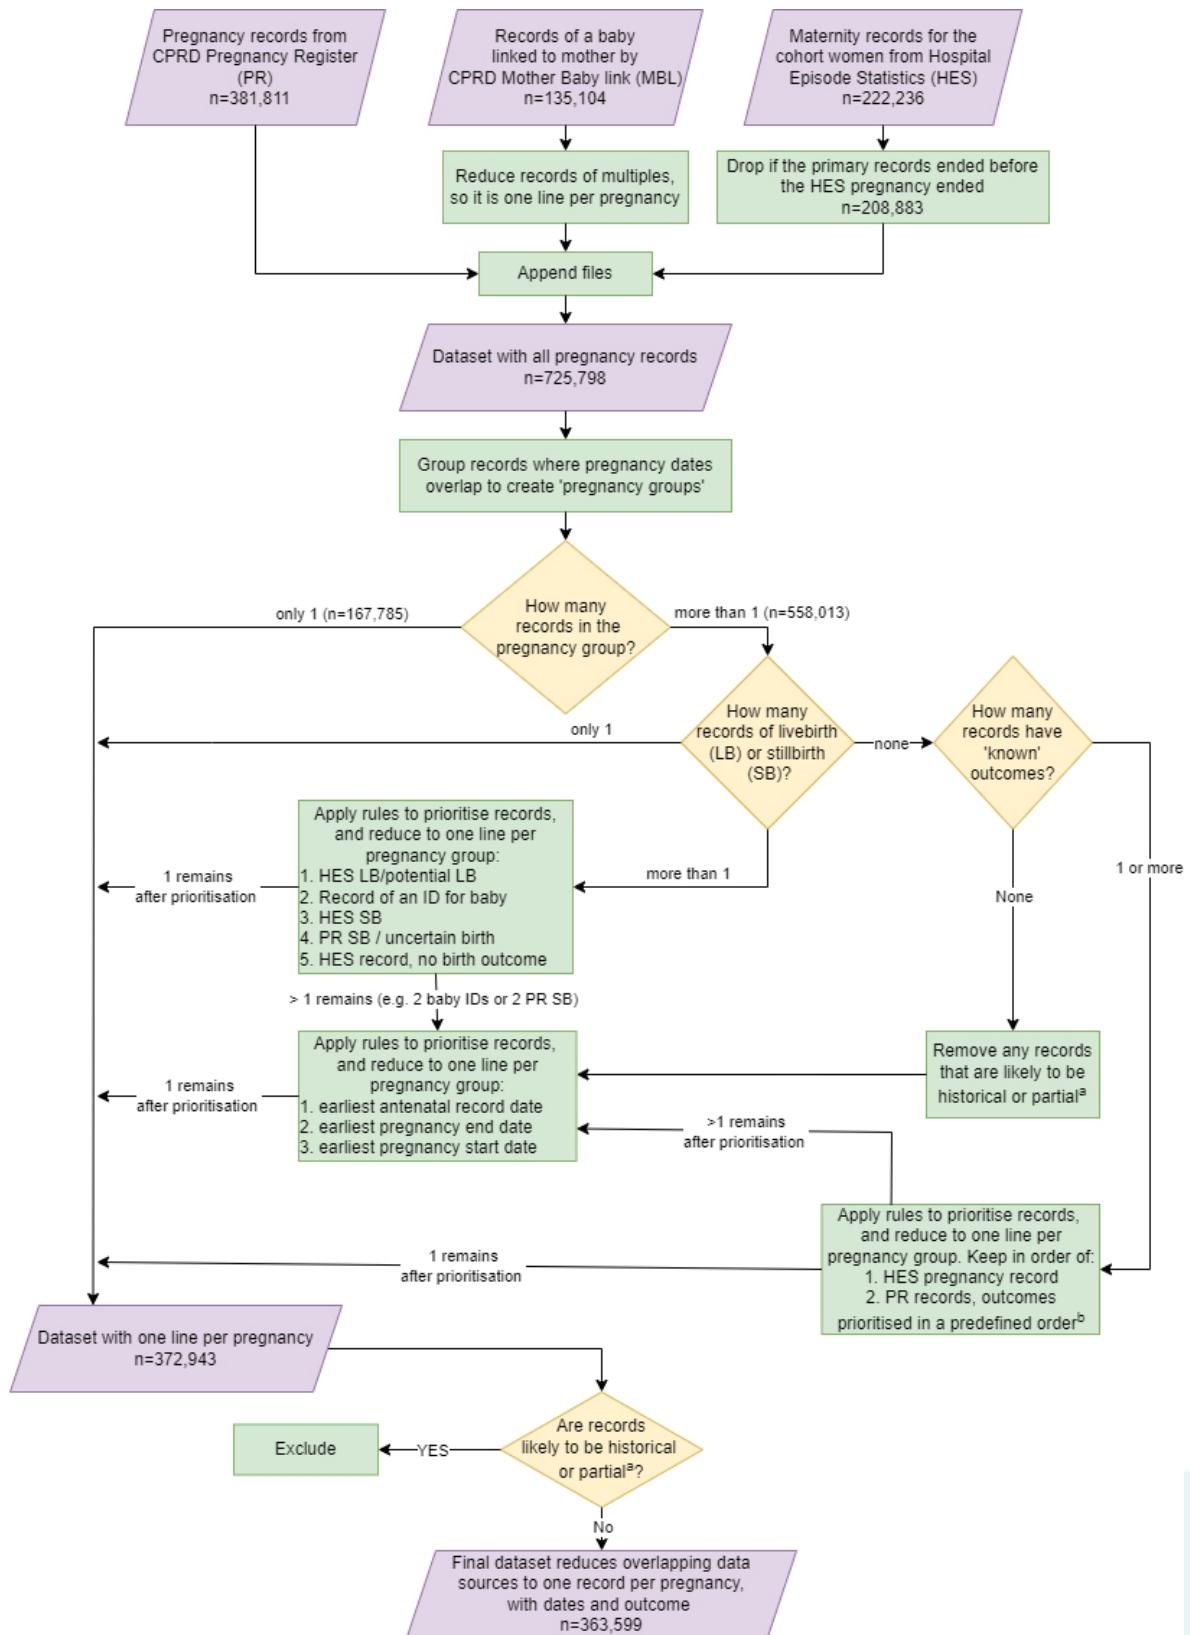 Pregnancy records from
CPRD Pregnancy Register
(PR)
n=381,811
Records of a baby
linked to mother by
CPRD Mother Baby link (MBL)
n=135,104
Maternity records for the
cohort women from Hospital
Episode Statistics (HES)
n=222,236
Reduce records of multiples,
so it is one line per pregnancy
Drop if the primary records ended before
the HES pregnancy ended
n=208,883
Append files
Dataset with all pregnancy records
n=725,798
Group records where pregnancy dates
overlap to create 'pregnancy groups'
How many
records in the
pregnancy group?
only 1 (n=167,785)
more than 1 (n=558,013)
How many
records of livebirth
(LB) or stillbirth
(SB)?
only 1
none
How many
records have
'known'
outcomes?
Apply rules to prioritise records,
and reduce to one line per
pregnancy group:
1. HES LB/potential LB
2. Record of an ID for baby
3. HES SB
4. PR SB / uncertain birth
5. HES record, no birth outcome
more than 1
1 remains
after prioritisation
None
1 or more
> 1 remains (e.g. 2 baby IDs or 2 PR SB)
Apply rules to prioritise records,
and reduce to one line per
pregnancy group:
1. earliest antenatal record date
2. earliest pregnancy end date
3. earliest pregnancy start date
1 remains
after prioritisation
Remove any records
that are likely to be
historical or partialᵃ
>1 remains
after prioritisation
Apply rules to prioritise records,
and reduce to one line per
pregnancy group. Keep in order of:
1. HES pregnancy record
2. PR records, outcomes
prioritised in a predefined orderᵇ
1 remains
after prioritisation
Dataset with one line per pregnancy
n=372,943
Are records
likely to be historical
or partialᵃ?
YES
Exclude
No
Final dataset reduces overlapping data
sources to one record per pregnancy,
with dates and outcome
n=363,599